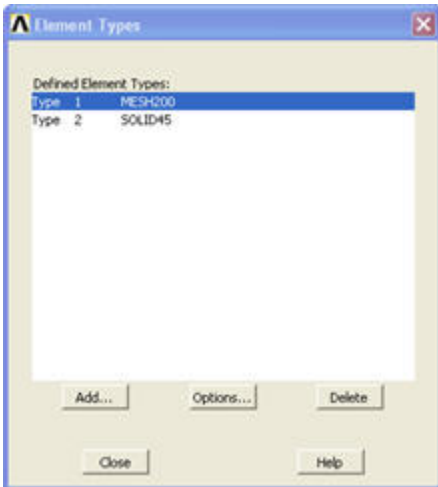 Element Types
Defined Element Types:
Type 1 MESH200
Type 2 SOLID45
Add... Options... Delete
Close Help